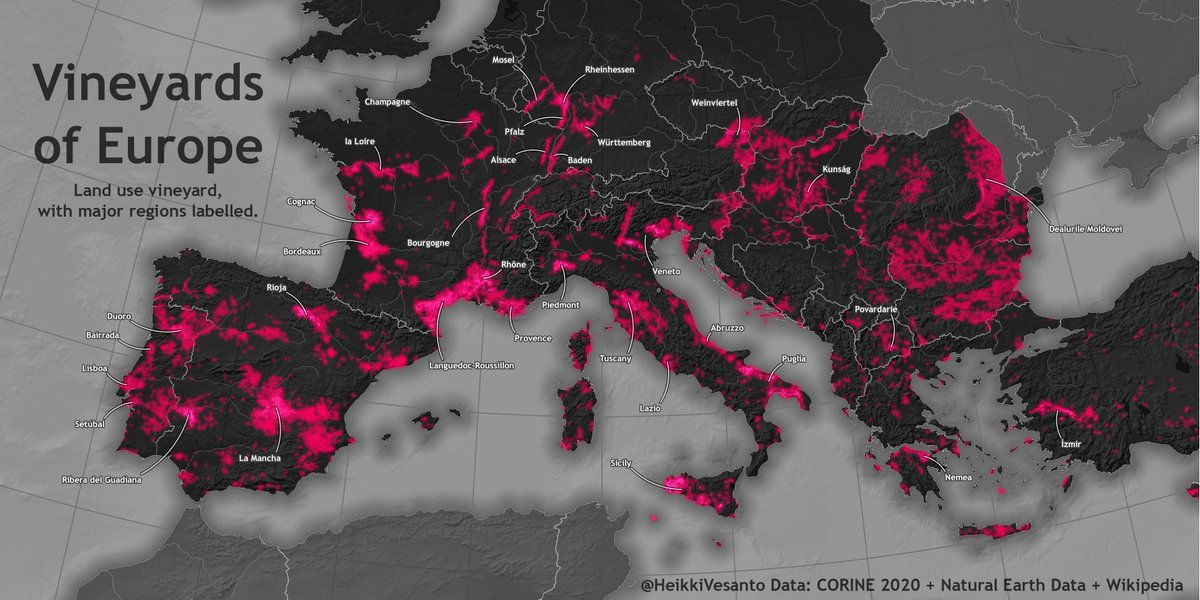 Vineyards
of Europe
Land use vineyard,
with major regions labelled.
Mosel
Rheinhessen
Champagne
Weinviertel
Pfalz
la Loire
Württemberg
Alsace
Baden
Kunság
Cognac
Dealurile Moldovei
Bourgogne
Bordeaux
Rhône
Veneto
Rioja
Piedmont
Povardarie
Duoro
Abruzzo
Bairrada
Provence
Tuscany
Puglia
Languedoc-Roussillon
Lisboa
Lazio
Setúbal
Izmir
La Mancha
Sicily
Ribera del Guadiana
Nemea
@HeikkiVesanto Data: CORINE 2020 + Natural Earth Data + Wikipedia